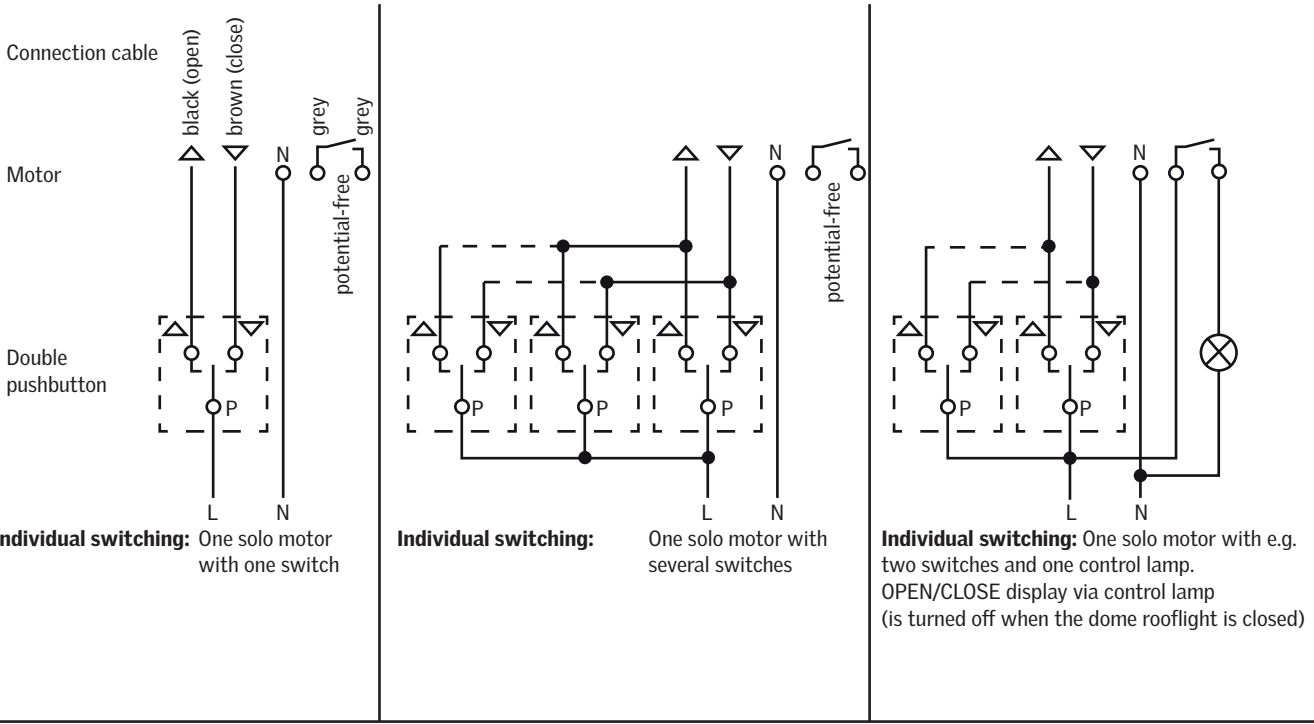 Connection cable
black (open)
brown (close)
grey
grey
Motor
N
potential-free
Double
pushbutton
P
L
N
ndividual switching: One solo motor
with one switch
N
potential-free
P
P
P
L
N
Individual switching: One solo motor with
several switches
N
P
P
L
N
Individual switching: One solo motor with e.g.
two switches and one control lamp.
OPEN/CLOSE display via control lamp
(is turned off when the dome rooflight is closed)